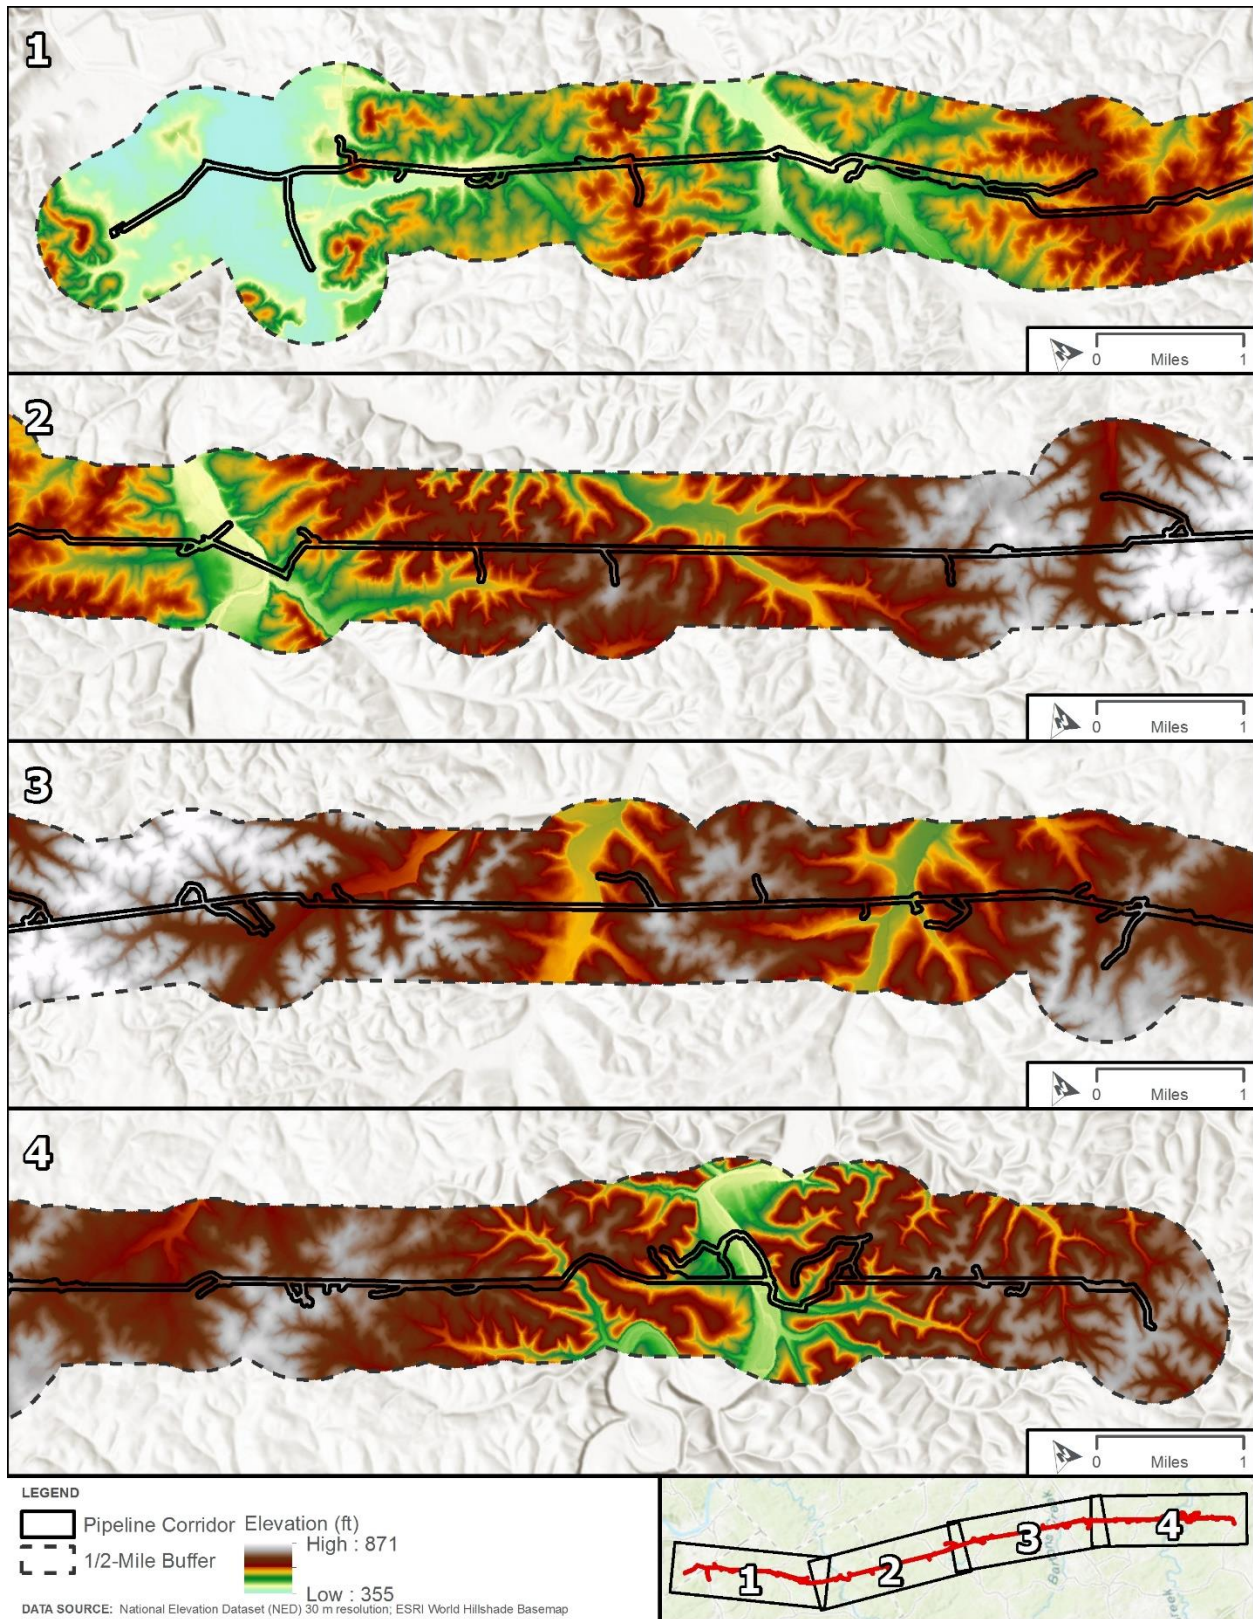 1
N
0 Miles 1
2
N
0 Miles 1
3
N
0 Miles 1
4
N
0 Miles 1
LEGEND
Pipeline Corridor
1/2-Mile Buffer
Elevation (ft)
High : 871
Low : 355
DATA SOURCE: National Elevation Dataset (NED) 30 m resolution; ESRI World Hillshade Basemap
1
2
3
4
Creek